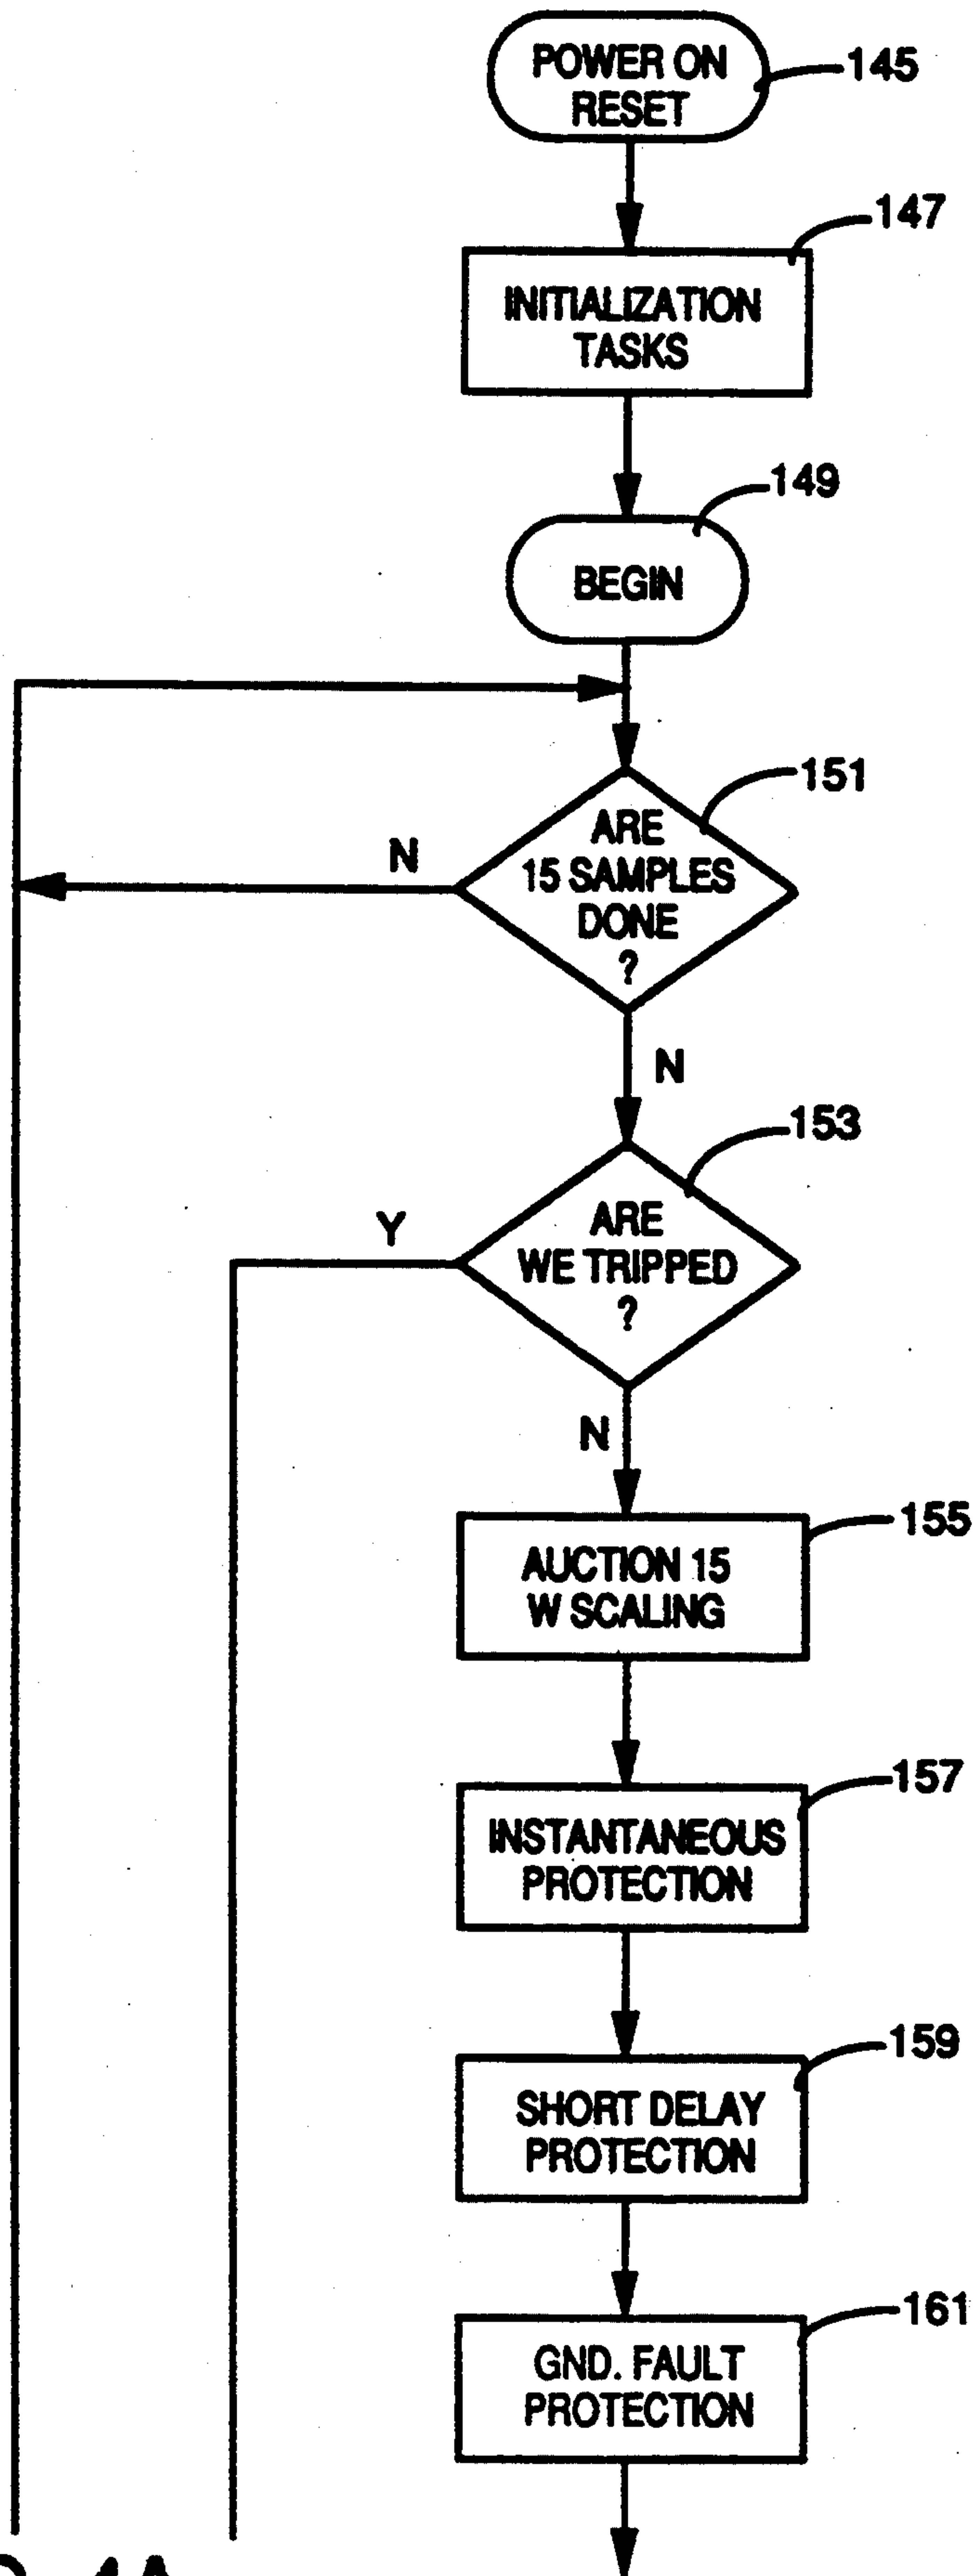 POWER ON
RESET
145
147
INITIALIZATION
TASKS
149
BEGIN
151
ARE
15 SAMPLES
DONE
?
N
N
153
ARE
WE TRIPPED
?
Y
N
155
AUCTION 15
W SCALING
157
INSTANTANEOUS
PROTECTION
159
SHORT DELAY
PROTECTION
161
GND. FAULT
PROTECTION